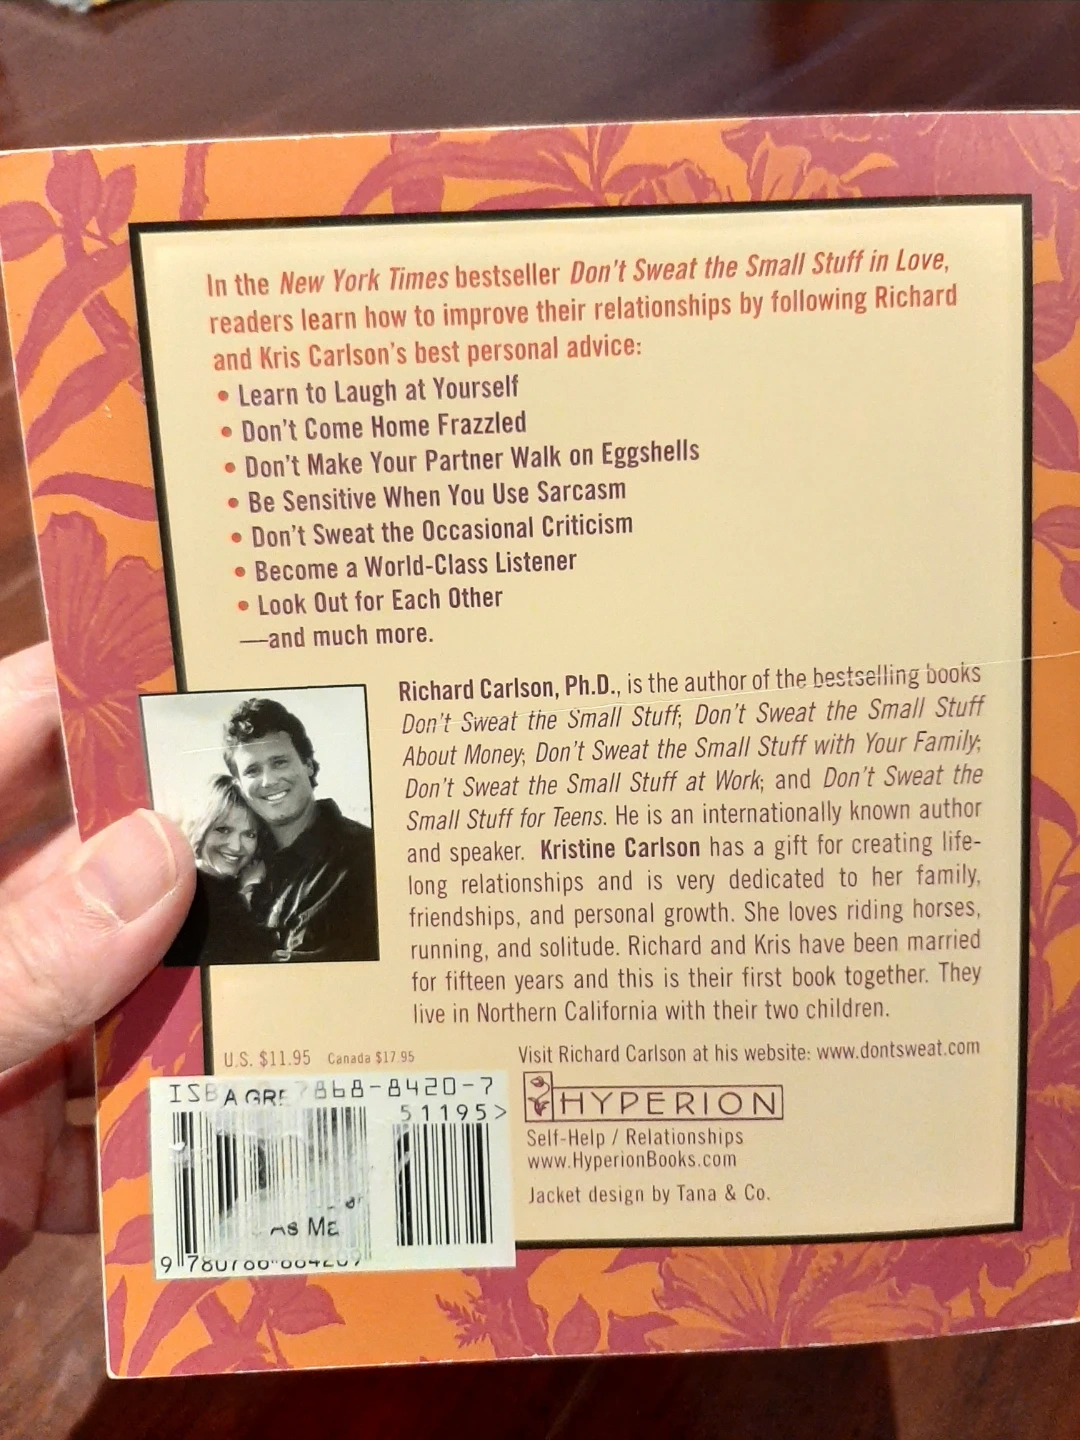 In the New York Times bestseller Don't Sweat the Small Stuff in Love,
readers learn how to improve their relationships by following Richard
and Kris Carlson's best personal advice:
• Learn to Laugh at Yourself
• Don't Come Home Frazzled
• Don't Make Your Partner Walk on Eggshells
• Be Sensitive When You Use Sarcasm
• Don't Sweat the Occasional Criticism
• Become a World-Class Listener
• Look Out for Each Other
—and much more.
Richard Carlson, Ph.D., is the author of the bestselling books
Don't Sweat the Small Stuff; Don't Sweat the Small Stuff
About Money; Don't Sweat the Small Stuff with Your Family;
Don't Sweat the Small Stuff at Work; and Don't Sweat the
Small Stuff for Teens. He is an internationally known author
and speaker. Kristine Carlson has a gift for creating life-
long relationships and is very dedicated to her family,
friendships, and personal growth. She loves riding horses,
running, and solitude. Richard and Kris have been married
for fifteen years and this is their first book together. They
live in Northern California with their two children.
U.S. $11.95 Canada $17.95
Visit Richard Carlson at his website: www.dontsweat.com
7868-8420-7
51195>
As
HYPERION
Self-Help / Relationships
www.HyperionBooks.com
Jacket design by Tana & Co.